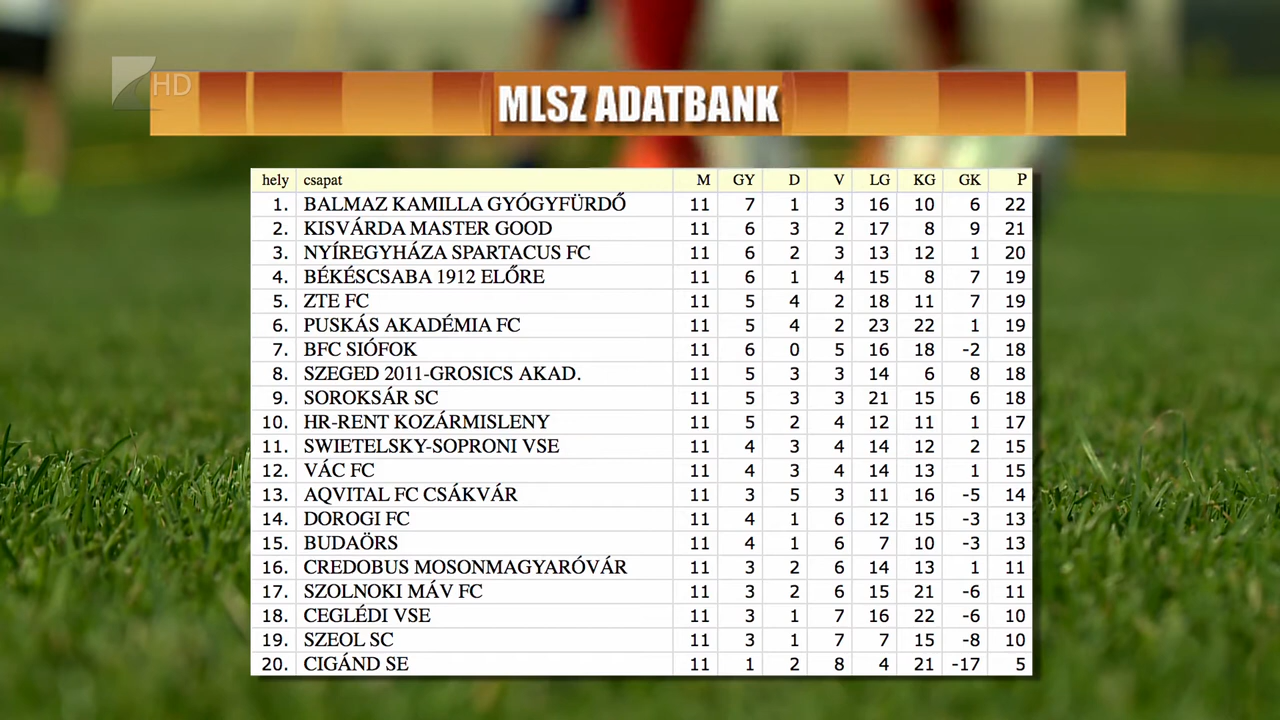 HD
MLSZ ADATBANK
hely csapat M GY D V LG KG GK P
1. BALMAZ KAMILLA GYÓGYFÜRDŐ 11 7 1 3 16 10 6 22
2. KISVÁRDA MASTER GOOD 11 6 3 2 17 8 9 21
3. NYÍREGYHÁZA SPARTACUS FC 11 6 2 3 13 12 1 20
4. BÉKÉSCSABA 1912 ELŐRE 11 6 1 4 15 8 7 19
5. ZTE FC 11 5 4 2 18 11 7 19
6. PUSKÁS AKADÉMIA FC 11 5 4 2 23 22 1 19
7. BFC SIÓFOK 11 6 0 5 16 18 -2 18
8. SZEGED 2011-GROSICS AKAD. 11 5 3 3 14 6 8 18
9. SOROKSÁR SC 11 5 3 3 21 15 6 18
10. HR-RENT KOZÁRMISLENY 11 5 2 4 12 11 1 17
11. SWIETELSKY-SOPRONI VSE 11 4 3 4 14 12 2 15
12. VÁC FC 11 4 3 4 14 13 1 15
13. AQVITAL FC CSÁKVÁR 11 3 5 3 11 16 -5 14
14. DOROGI FC 11 4 1 6 12 15 -3 13
15. BUDAÖRS 11 4 1 6 7 10 -3 13
16. CREDOBUS MOSONMAGYARÓVÁR 11 3 2 6 14 13 1 11
17. SZOLNOKI MÁV FC 11 3 2 6 15 21 -6 11
18. CEGLÉDI VSE 11 3 1 7 16 22 -6 10
19. SZEOL SC 11 3 1 7 7 15 -8 10
20. CIGÁND SE 11 1 2 8 4 21 -17 5